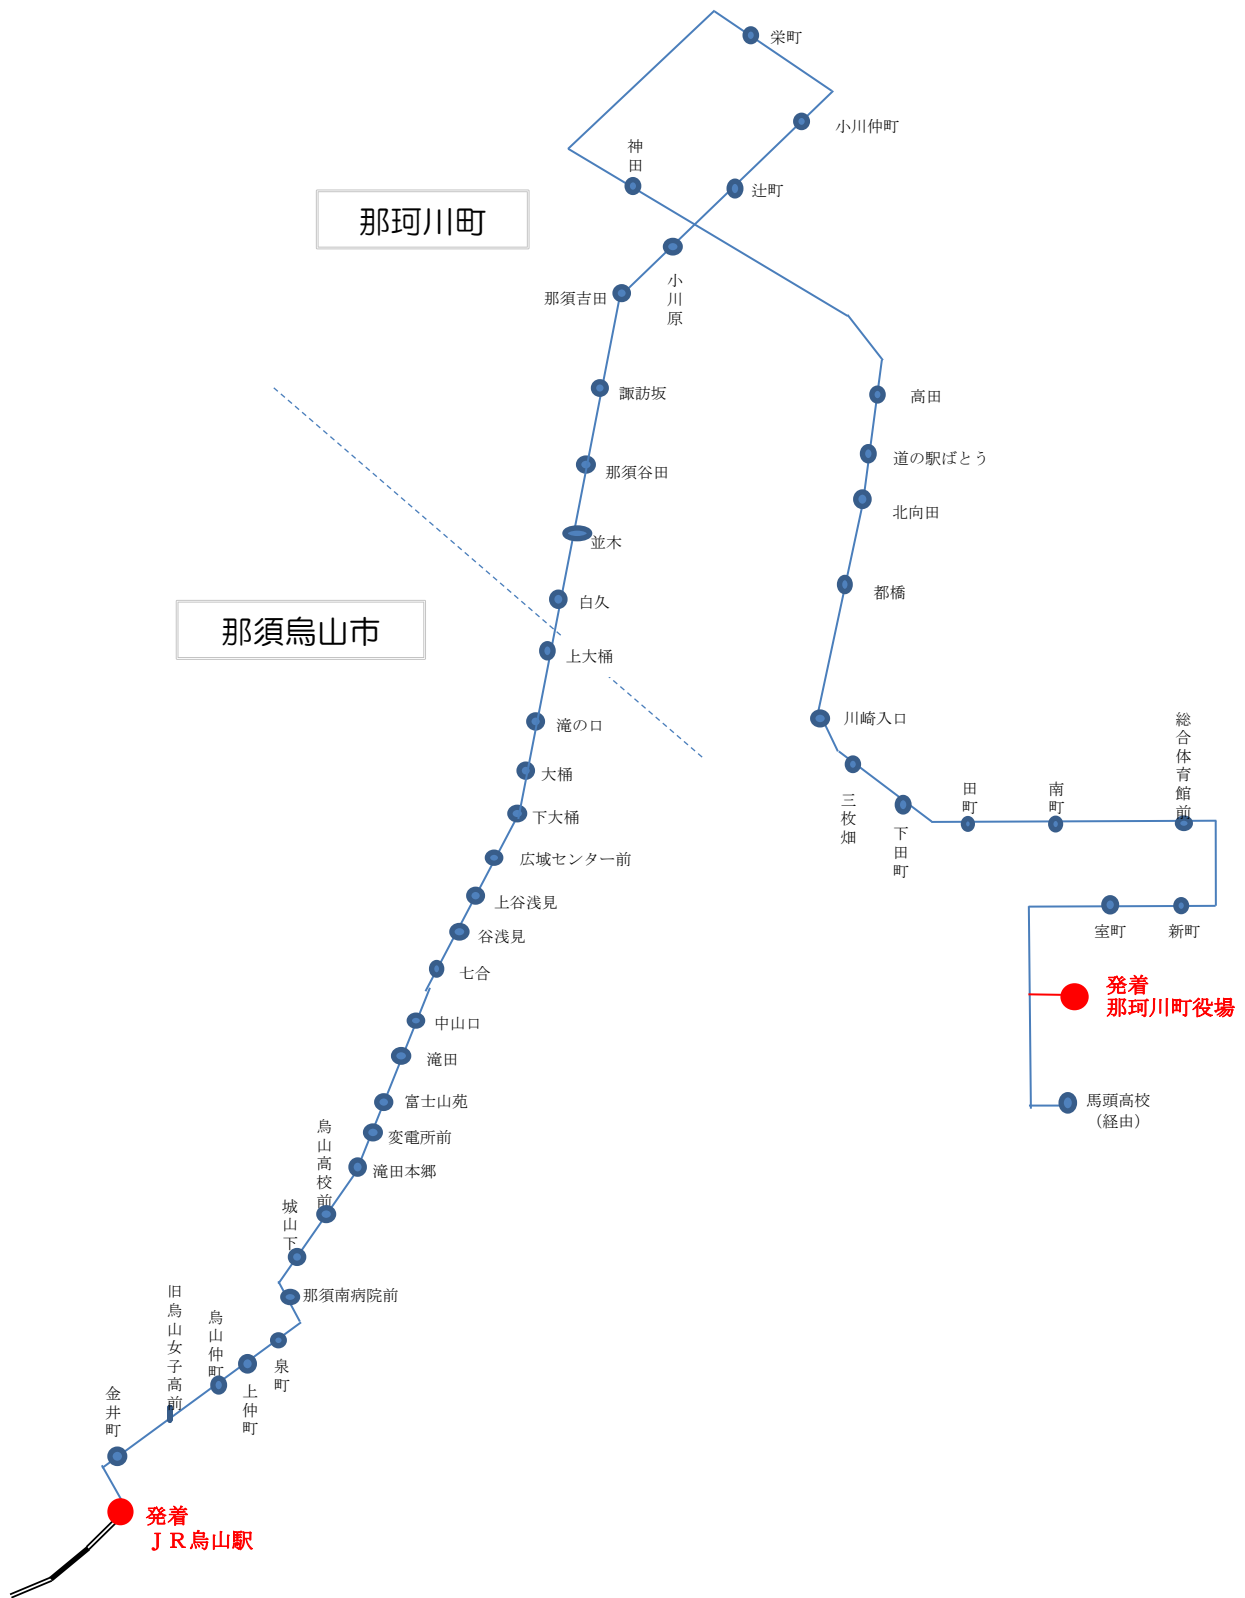 栄町
小川仲町
神田
辻町
那珂川町
小川原
那須吉田
諏訪坂
高田
道の駅ばとう
那須谷田
北向田
並木
都橋
白久
那須烏山市
上大桶
川崎入口
滝の口
総合体育館前
大桶
田町
南町
三枚畑
下大桶
下田町
広域センター前
上谷浅見
谷浅見
室町
新町
七合
発着
那珂川町役場
中山口
滝田
富士山苑
馬頭高校
（経由）
変電所前
烏山高校前
滝田本郷
城山下
那須南病院前
旧烏山女子高前
烏山仲町
泉町
上仲町
金井町
発着
ＪＲ烏山駅